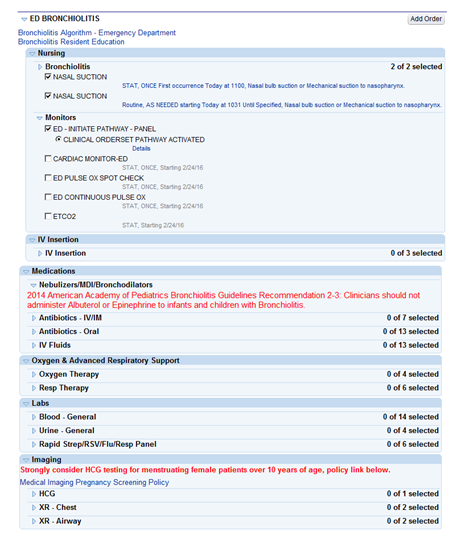 ED BRONCHIOLITIS
Add Order
Bronchiolitis Algorithm - Emergency Department
Bronchiolitis Resident Education
Nursing
Bronchiolitis 2 of 2 selected
NASAL SUCTION
STAT, ONCE First occurrence Today at 1100, Nasal bulb suction or Mechanical suction to nasopharynx.
NASAL SUCTION
Routine, AS NEEDED starting Today at 1031 Until Specified, Nasal bulb suction or Mechanical suction to nasopharynx.
Monitors
ED - INITIATE PATHWAY - PANEL
CLINICAL ORDERSET PATHWAY ACTIVATED
Details
CARDIAC MONITOR-ED
STAT, ONCE, Starting 2/24/16
ED PULSE OX SPOT CHECK
STAT, ONCE, Starting 2/24/16
ED CONTINUOUS PULSE OX
STAT, ONCE, Starting 2/24/16
ETCO2
STAT, Starting 2/24/16
IV Insertion
IV Insertion 0 of 3 selected
Medications
Nebulizers/MDI/Bronchodilators
2014 American Academy of Pediatrics Bronchiolitis Guidelines Recommendation 2-3: Clinicians should not
administer Albuterol or Epinephrine to infants and children with Bronchiolitis.
Antibiotics - IV/IM 0 of 7 selected
Antibiotics - Oral 0 of 13 selected
IV Fluids 0 of 13 selected
Oxygen & Advanced Respiratory Support
Oxygen Therapy 0 of 4 selected
Resp Therapy 0 of 6 selected
Labs
Blood - General 0 of 14 selected
Urine - General 0 of 4 selected
Rapid Strep/RSV/Flu/Resp Panel 0 of 6 selected
Imaging
Strongly consider HCG testing for menstruating female patients over 10 years of age, policy link below.
Medical Imaging Pregnancy Screening Policy
HCG 0 of 1 selected
XR - Chest 0 of 2 selected
XR - Airway 0 of 2 selected